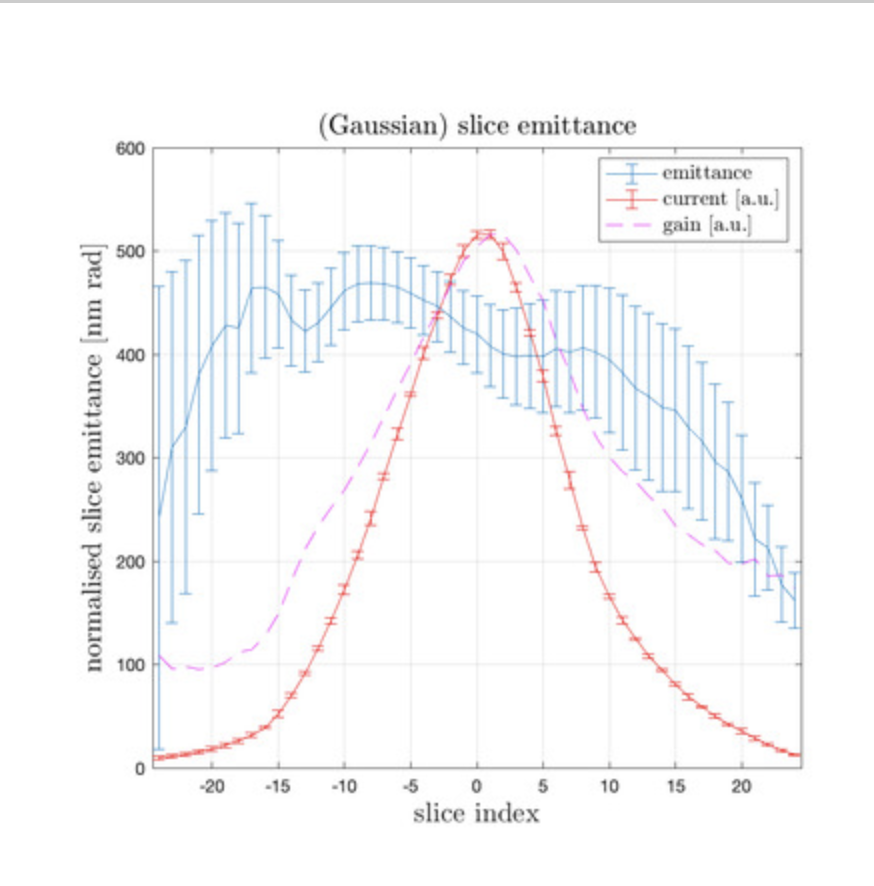 (Gaussian) slice emittance
600
500
400
300
200
100
0
normalised slice emittance [nm rad]
emittance
current [a.u.]
gain [a.u.]
-20 -15 -10 -5 0 5 10 15 20
slice index